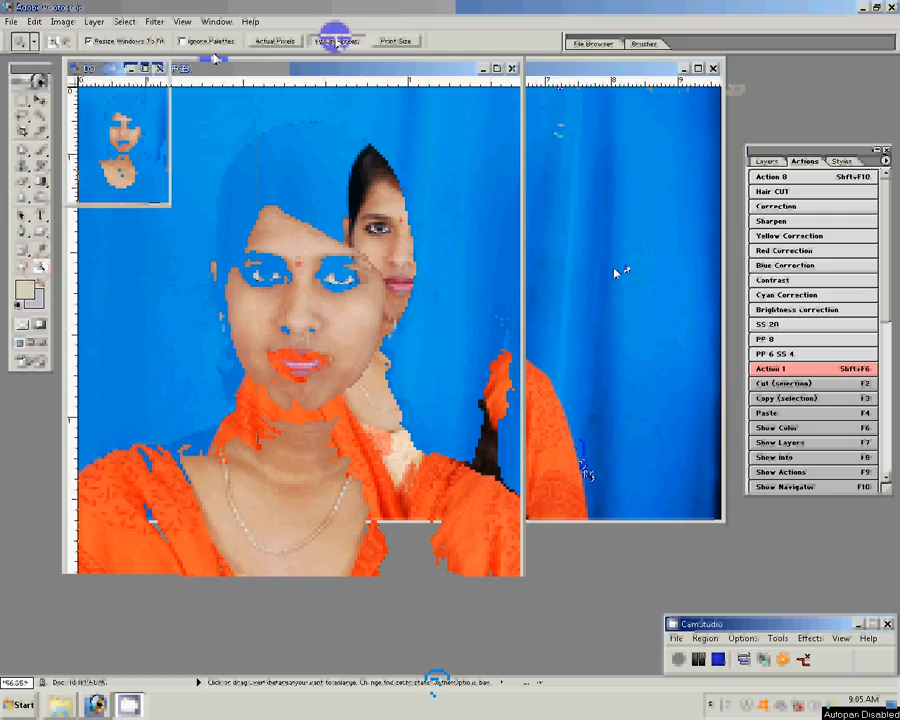 Adobe Photoshop
File Edit Image Layer Select Filter View Window Help
Resize Windows To Fit Ignore Palettes Actual Pixels Print Size
File Browser Brushes
Layers Actions Styles
Action 8 Shft+F10
Hair CUT
Correction
Sharpen
Yellow Correction
Red Correction
Blue Correction
Contrast
Cyan Correction
Brightness correction
SS 20
PP 8
PP 6 SS 4
Action 1 Shft+F6
Cut (selection) F2
Copy (selection) F3
Paste F4
Show Color F6
Show Layers F7
Show Info F8
Show Actions F9
Show Navigator F10
CamStudio
File Region Options Tools Effects View Help
Start
9:05 AM
Autopan Disabled